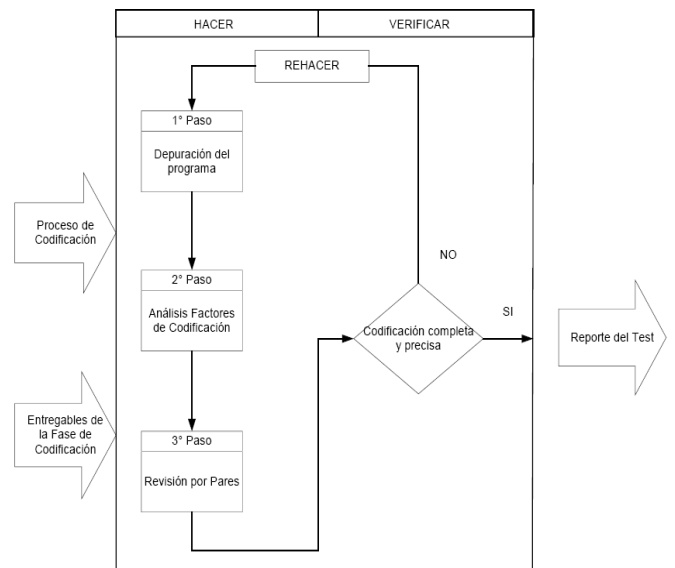 HACER
VERIFICAR
REHACER
1° Paso
Depuración del
programa
Proceso de
Codificación
2° Paso
Análisis Factores
de Codificación
NO
SI
Codificación completa
y precisa
Reporte del Test
Entregables de
la Fase de
Codificación
3° Paso
Revisión por Pares